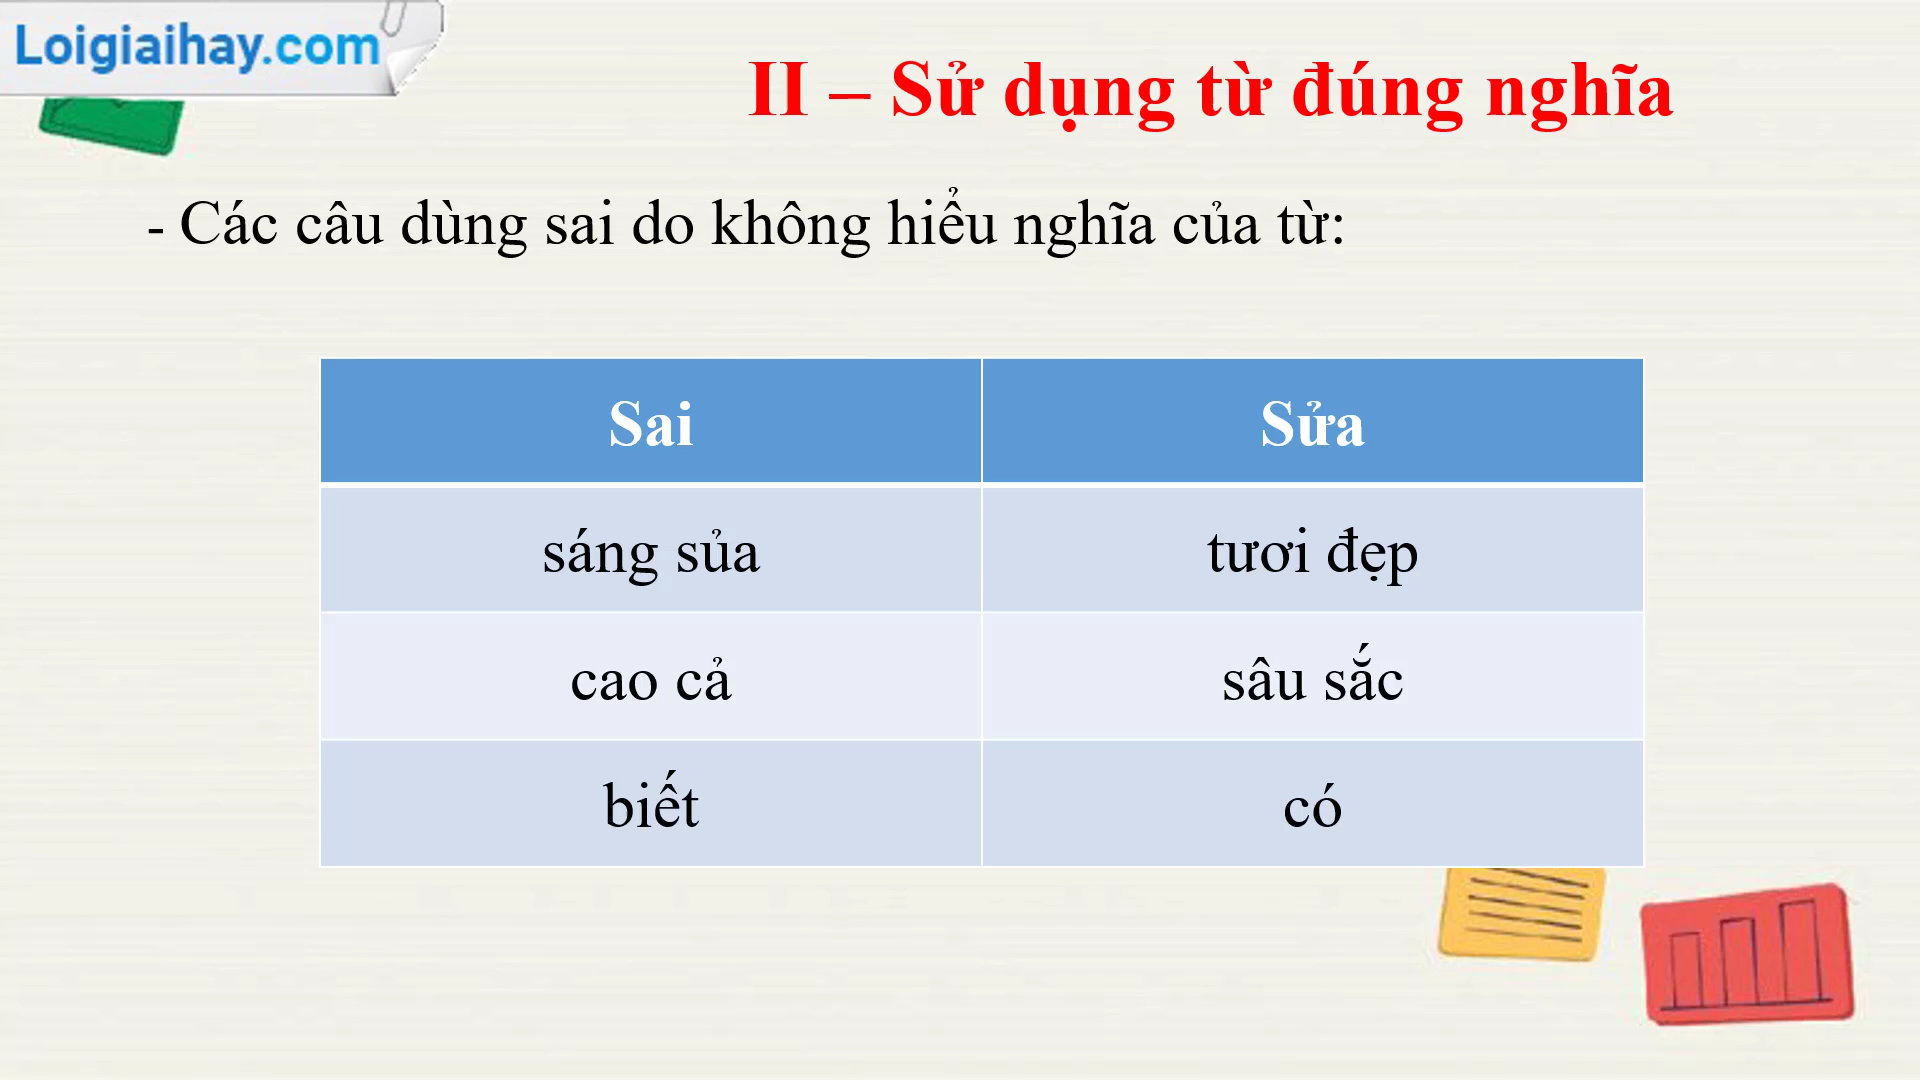 Loigiaihay.com
II – Sử dụng từ đúng nghĩa
- Các câu dùng sai do không hiểu nghĩa của từ:
Sai Sửa
sáng sủa tươi đẹp
cao cả sâu sắc
biết có